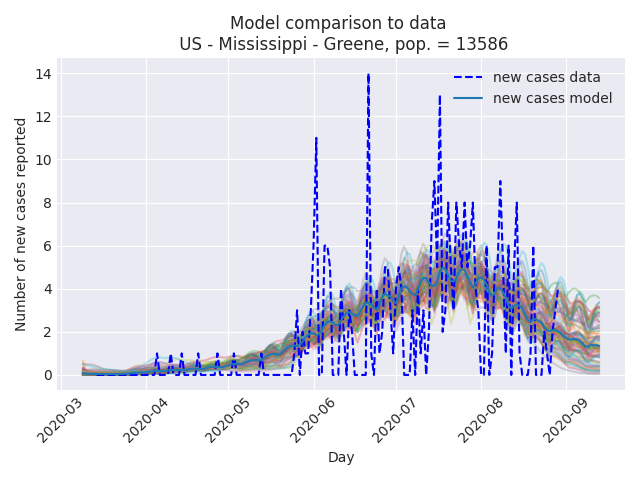 Model comparison to data
US - Mississippi - Greene, pop. = 13586
new cases data
new cases model
Number of new cases reported
14
12
10
8
6
4
2
0
2020-03
2020-04
2020-05
2020-06
2020-07
2020-08
2020-09
Day